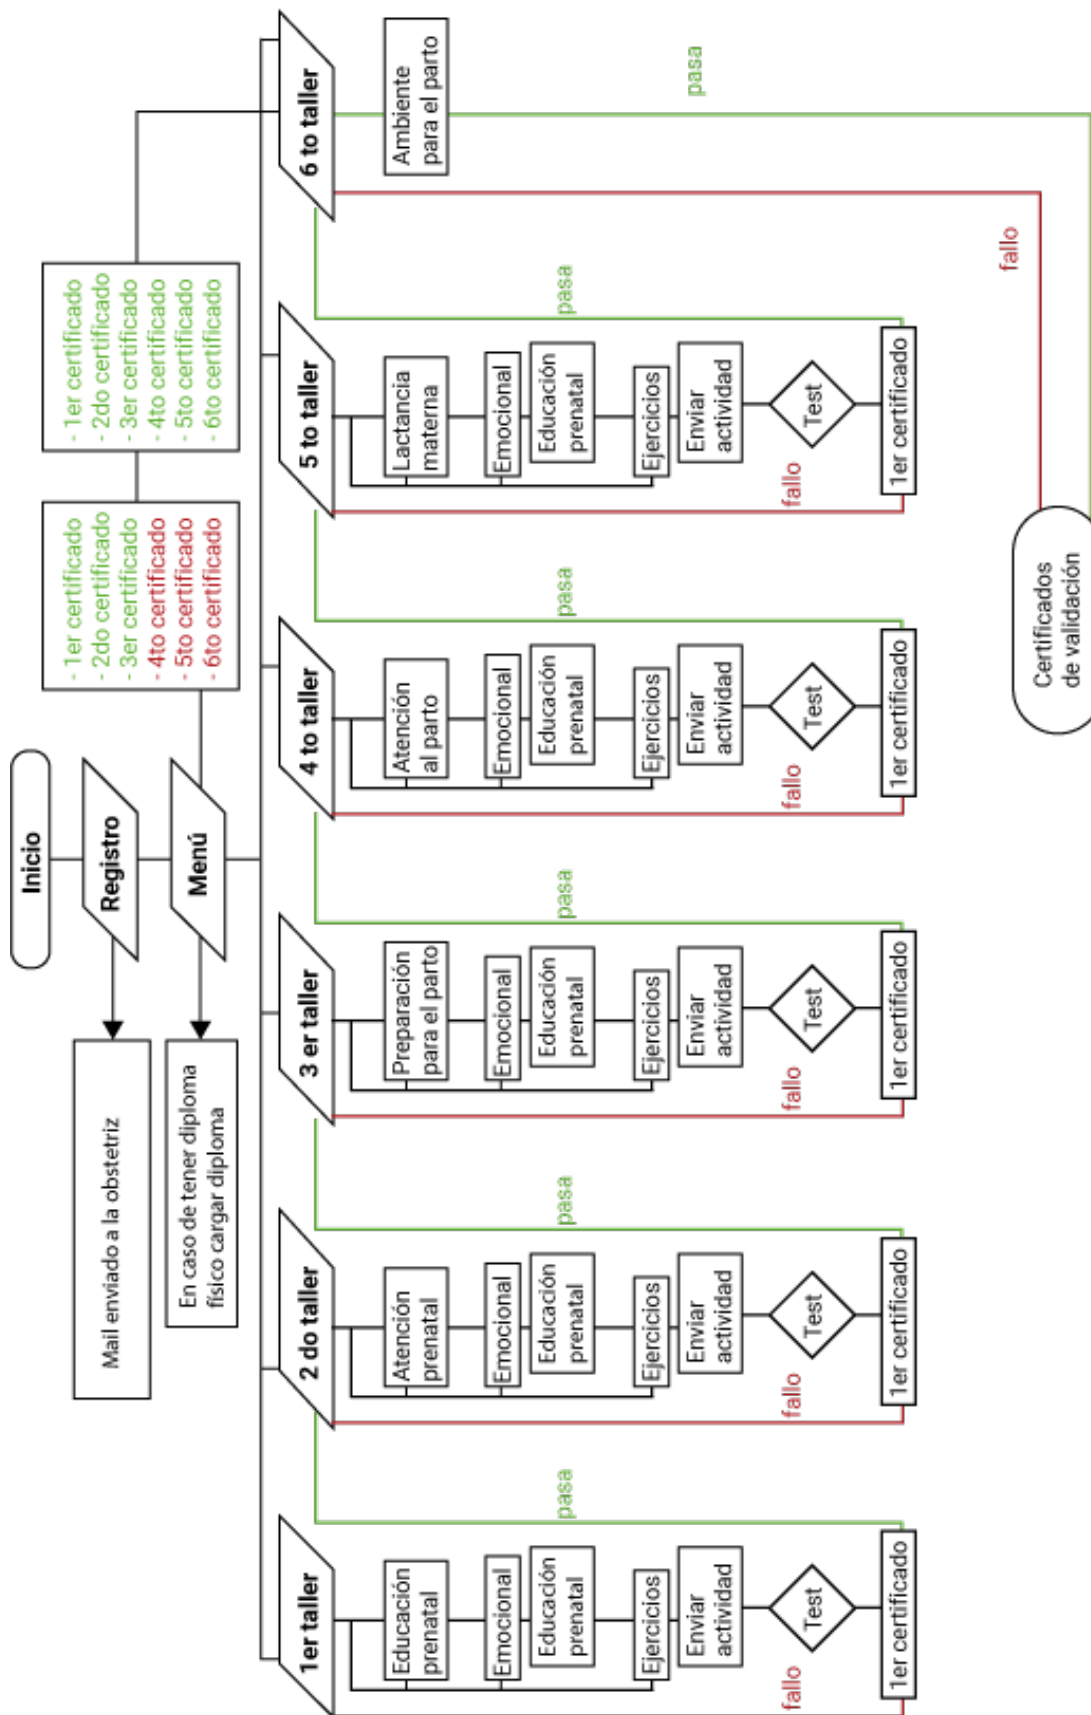 Inicio
Registro
Menú
Mail enviado a la obstetriz
En caso de tener diploma
físico cargar diploma
- 1er certificado
- 2do certificado
- 3er certificado
- 4to certificado
- 5to certificado
- 6to certificado
- 1er certificado
- 2do certificado
- 3er certificado
- 4to certificado
- 5to certificado
- 6to certificado
1er taller
Educación
prenatal
Emocional
Educación
prenatal
Ejercicios
Enviar
actividad
Test
fallo
pasa
1er certificado
2 do taller
Atención
prenatal
Emocional
Educación
prenatal
Ejercicios
Enviar
actividad
Test
fallo
pasa
1er certificado
3 er taller
Preparación
para el parto
Emocional
Educación
prenatal
Ejercicios
Enviar
actividad
Test
fallo
pasa
1er certificado
4 to taller
Atención
al parto
Emocional
Educación
prenatal
Ejercicios
Enviar
actividad
Test
fallo
pasa
1er certificado
5 to taller
Lactancia
materna
Emocional
Educación
prenatal
Ejercicios
Enviar
actividad
Test
fallo
pasa
1er certificado
6 to taller
Ambiente
para el parto
pasa
fallo
Certificados
de validación